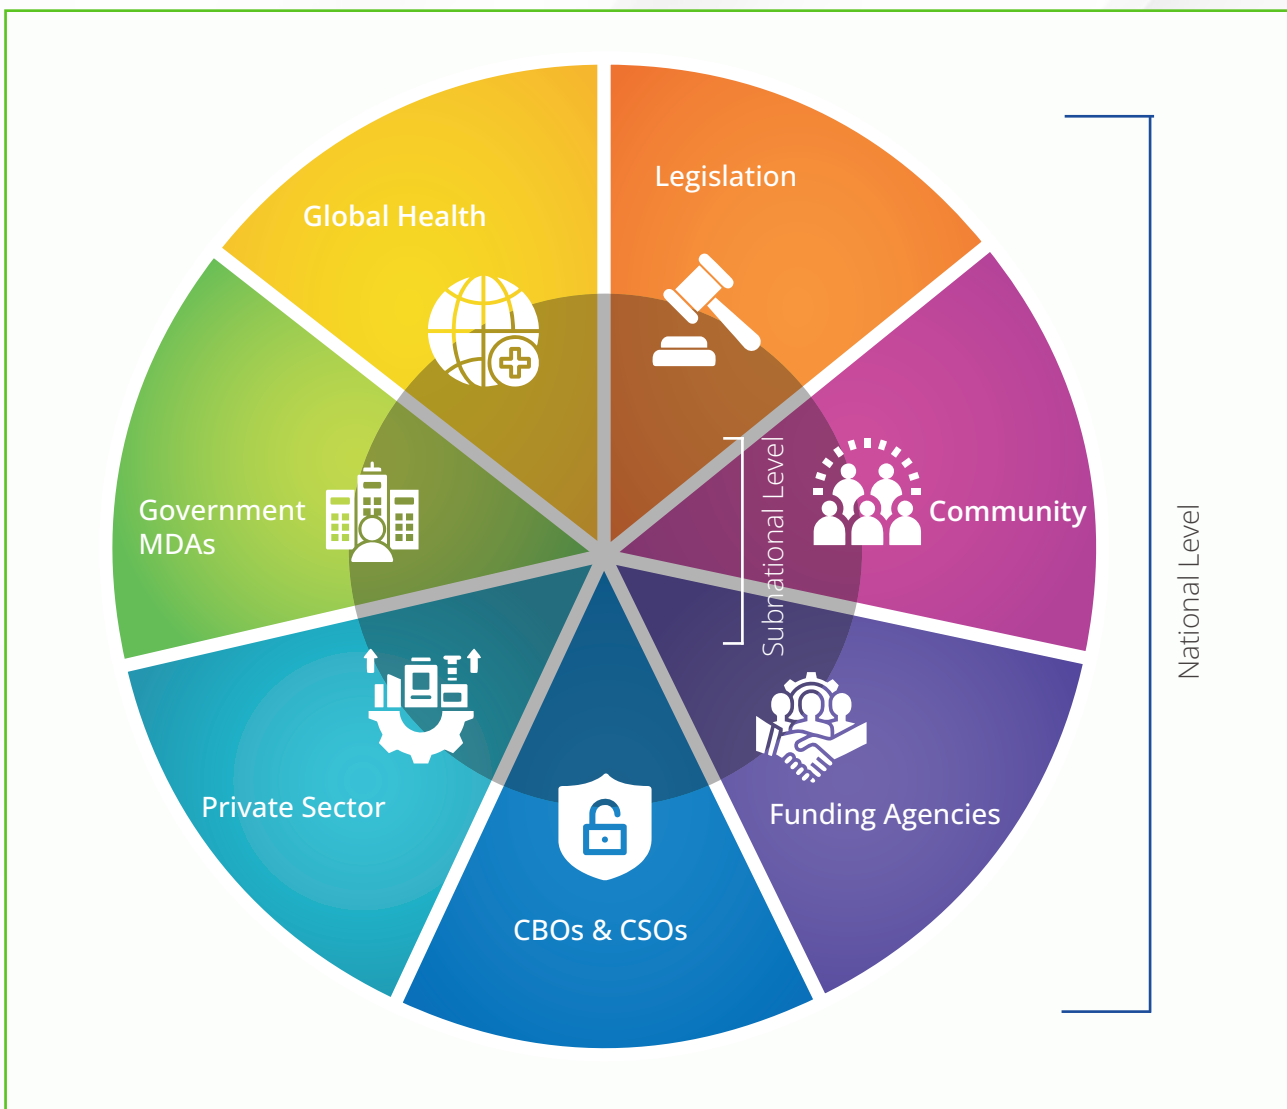 Legislation
Global Health
Community
Government
MDAs
Subnational Level
National Level
Private Sector
Funding Agencies
CBOs & CSOs